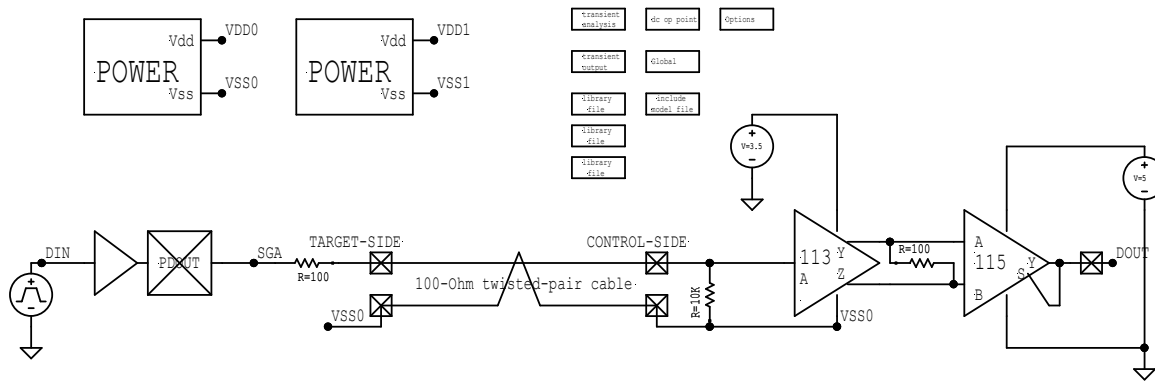 Vdd
VDD0
POWER
Vss
VSS0
Vdd
VDD1
POWER
Vss
VSS1
transient
analysis
dc op point
Options
transient
output
Global
library
file
include
model file
library
file
library
file
V=3.5
V=5
DIN
PDOUT
SGA
R=100
TARGET-SIDE
CONTROL-SIDE
100-Ohm twisted-pair cable
VSS0
R=10K
113
A
Y
Z
VSS0
R=100
A
115
Y
S
B
DOUT